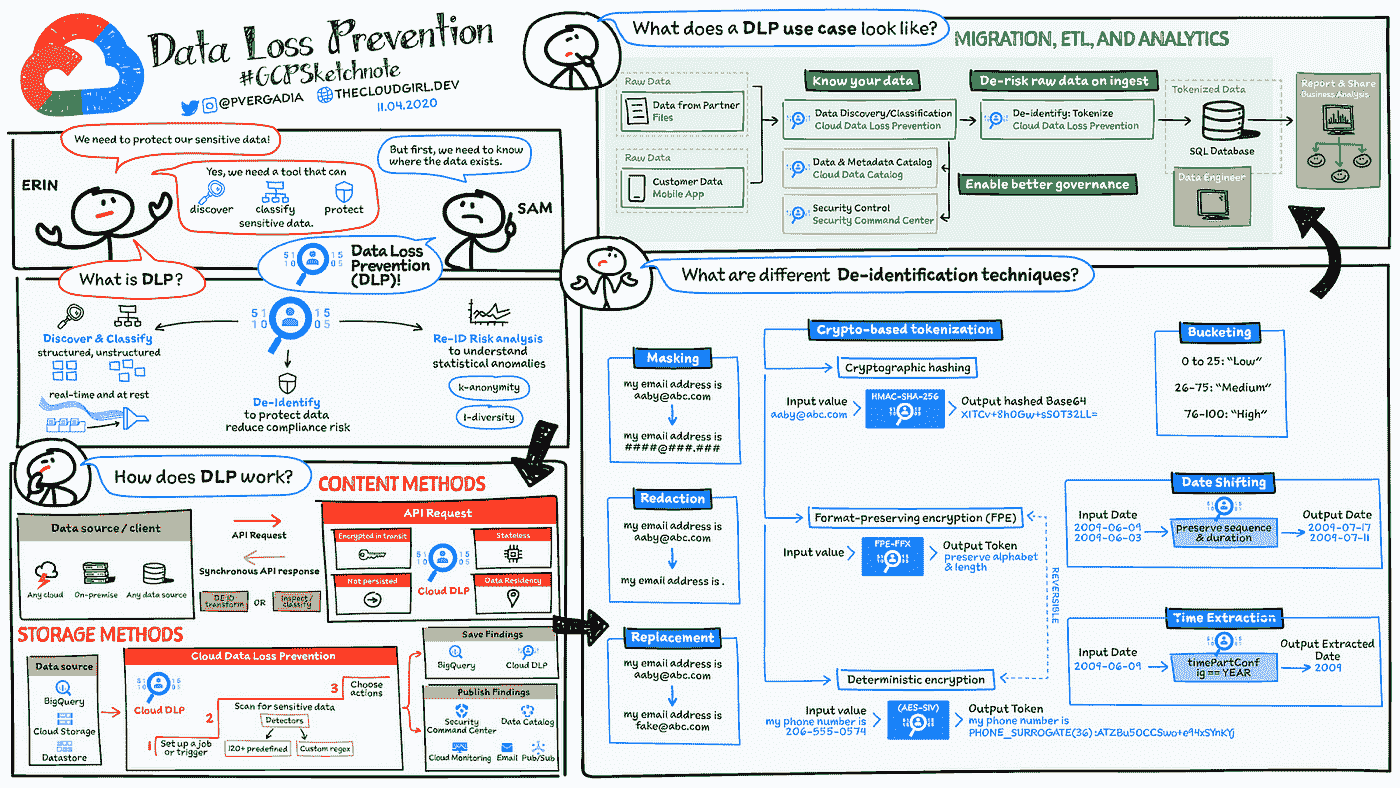 Data Loss Prevention
#GCPSketchnote
@PVERGADIA
THECLOUDGIRL.DEV
11.04.2020
We need to protect our sensitive data!
ERIN
Yes, we need a tool that can
discover
classify
protect
sensitive data.
But first, we need to know
where the data exists.
SAM
What is DLP?
51 15
10 05
Data Loss
Prevention
(DLP)!
51 15
10 05
Discover & Classify
structured, unstructured
real-time and at rest
De-Identify
to protect data
reduce compliance risk
Re-ID Risk analysis
to understand
statistical anomalies
k-anonymity
l-diversity
How does DLP work?
CONTENT METHODS
Data source / client
Any cloud
On-premise
Any data source
API Request
Synchronous API response
DE:ID
transform
OR
Inspect/
classify
API Request
Encrypted in transit
Stateless
Not persisted
Data Residency
51 15
10 05
Cloud DLP
STORAGE METHODS
Data source
BigQuery
Cloud Storage
Datastore
Cloud Data Loss Prevention
Cloud DLP
1
Set up a job
or trigger
2
Scan for sensitive data
Detectors
120+ predefined
Custom regex
3
Choose
actions
Save Findings
BigQuery
Cloud DLP
Publish Findings
Security
Command Center
Data Catalog
Cloud Monitoring
Email
Pub/Sub
What does a DLP use case look like?
MIGRATION, ETL, AND ANALYTICS
Raw Data
Data from Partner
Files
Raw Data
Customer Data
Mobile App
Know your data
Data Discovery/Classification
Cloud Data Loss Prevention
Data & Metadata Catalog
Cloud Data Catalog
Security Control
Security Command Center
De-risk raw data on ingest
De-identify: Tokenize
Cloud Data Loss Prevention
Enable better governance
Tokenized Data
SQL Database
Data Engineer
Report & Share
Business Analysis
What are different De-identification techniques?
Masking
my email address is
aaby@abc.com
my email address is
####@###.###
Redaction
my email address is
aaby@abc.com
my email address is .
Replacement
my email address is
aaby@abc.com
my email address is
fake@abc.com
Crypto-based tokenization
Cryptographic hashing
Input value
aaby@abc.com
HMAC-SHA-256
Output hashed Base64
XITCv+8hOGw+sSOT32LL=
Format-preserving encryption (FPE)
Input value
FPE-FFX
Output Token
preserve alphabet
& length
REVERSIBLE
Deterministic encryption
Input value
my phone number is
206-555-0574
(AES-SIV)
Output Token
my phone number is
Bucketing
0 to 25: “Low”
26-75: “Medium”
76-100: “High”
Date Shifting
Input Date
2009-06-09
2009-06-03
preserve sequence
& duration
Output Date
2009-07-17
2009-07-11
Time Extraction
Input Date
2009-06-09
timePartConf
ig == YEAR
Output Extracted
Date
2009